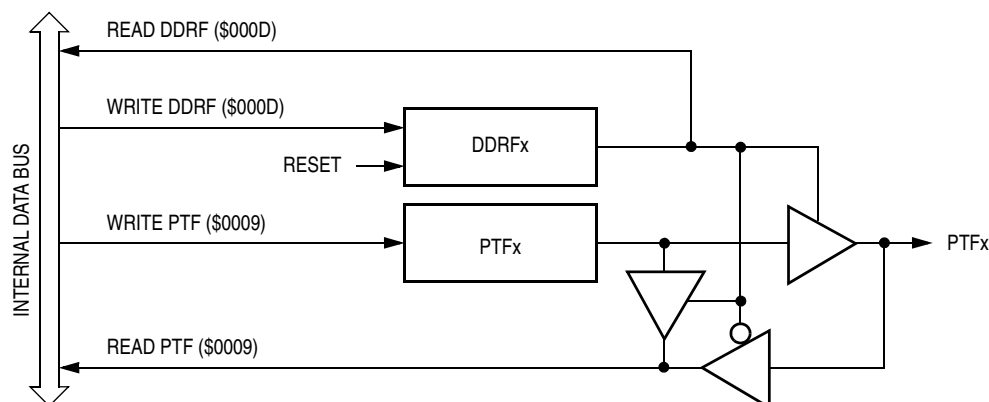 READ DDRF ($000D)
WRITE DDRF ($000D)
DDRFx
RESET
INTERNAL DATA BUS
WRITE PTF ($0009)
PTFx
PTFx
READ PTF ($0009)